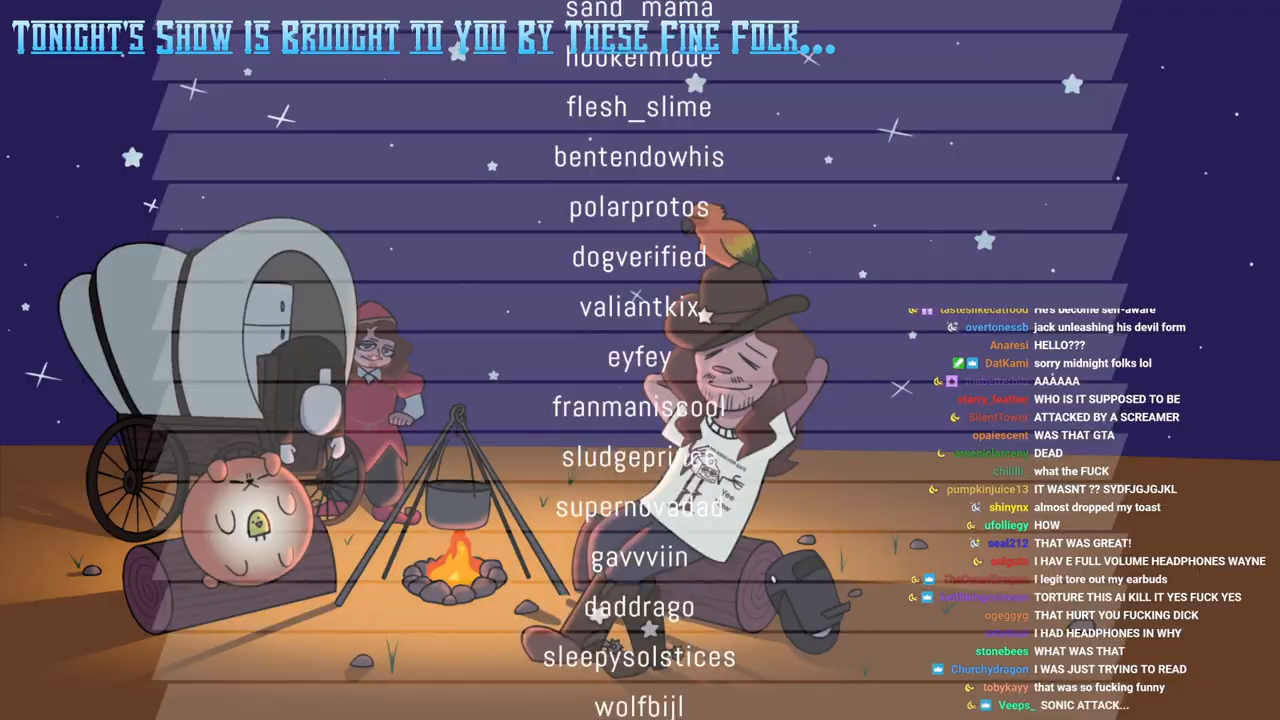 sand_mama
TONIGHT'S SHOW IS BROUGHT TO YOU BY THESE FINE FOLK...
hookermode
flesh_slime
bentendowhis
polarprotos
dogverified
valiantkix
eyfey
franmaniscool
sludgeprince
supernovadad
gavvviin
daddrago
sleepysolstices
wolfbijl
tasteslikecatfood He's become self-aware
overtonessb jack unleashing his devil form
Anaresi HELLO???
DatKami sorry midnight folks lol
AAAAAA
starry_feather WHO IS IT SUPPOSED TO BE
SilentTower ATTACKED BY A SCREAMER
opalescent WAS THAT GTA
DEAD
chilllli_ what the FUCK
pumpkinjuice13 IT WASNT ?? SYDFJGJGJKL
shinynx almost dropped my toast
ufolliegy HOW
seal212 THAT WAS GREAT!
I HAV E FULL VOLUME HEADPHONES WAYNE
I legit tore out my earbuds
TORTURE THIS AI KILL IT YES FUCK YES
ogeggyg THAT HURT YOU FUCKING DICK
I HAD HEADPHONES IN WHY
stonebees WHAT WAS THAT
Churchydragon I WAS JUST TRYING TO READ
tobykayy that was so fucking funny
Veeps_ SONIC ATTACK...